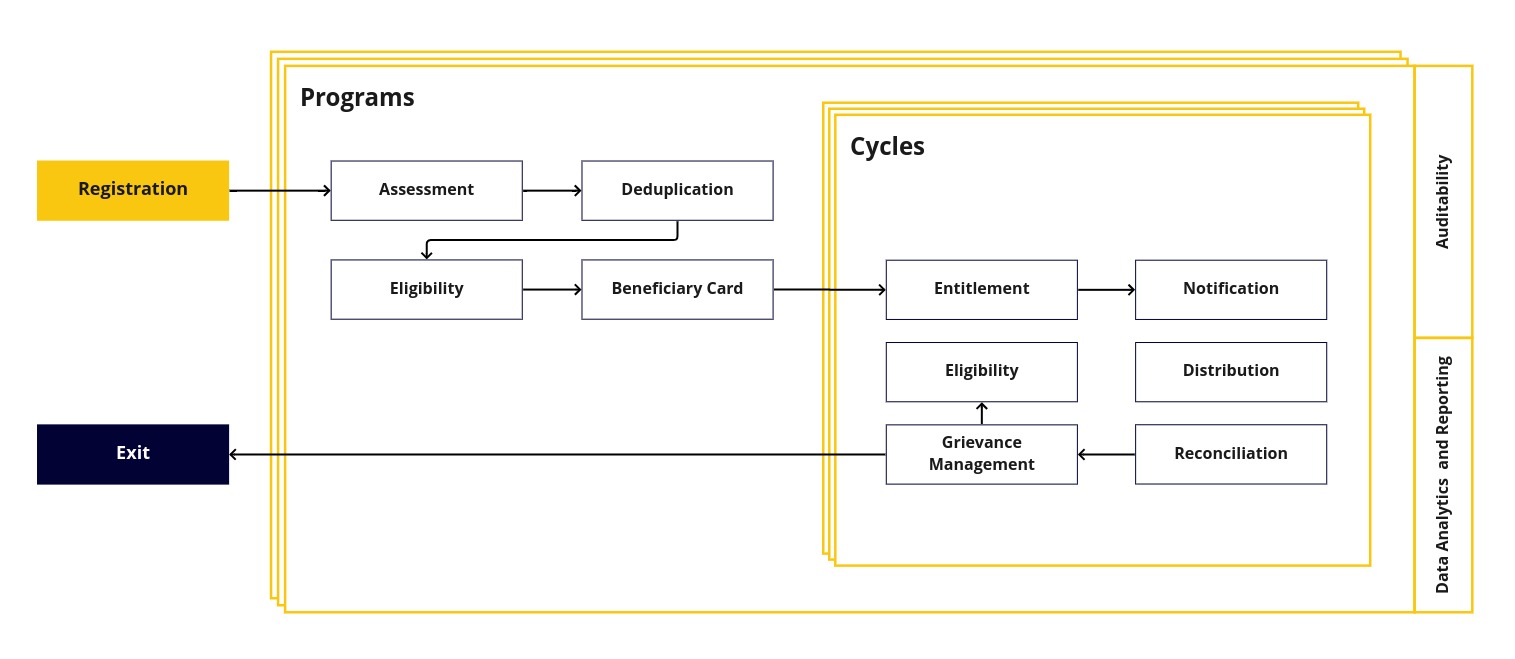 Programs
Cycles
Registration
Assessment
Deduplication
Eligibility
Beneficiary Card
Entitlement
Notification
Eligibility
Distribution
Exit
Grievance
Management
Reconciliation
Auditability
Data Analytics and Reporting